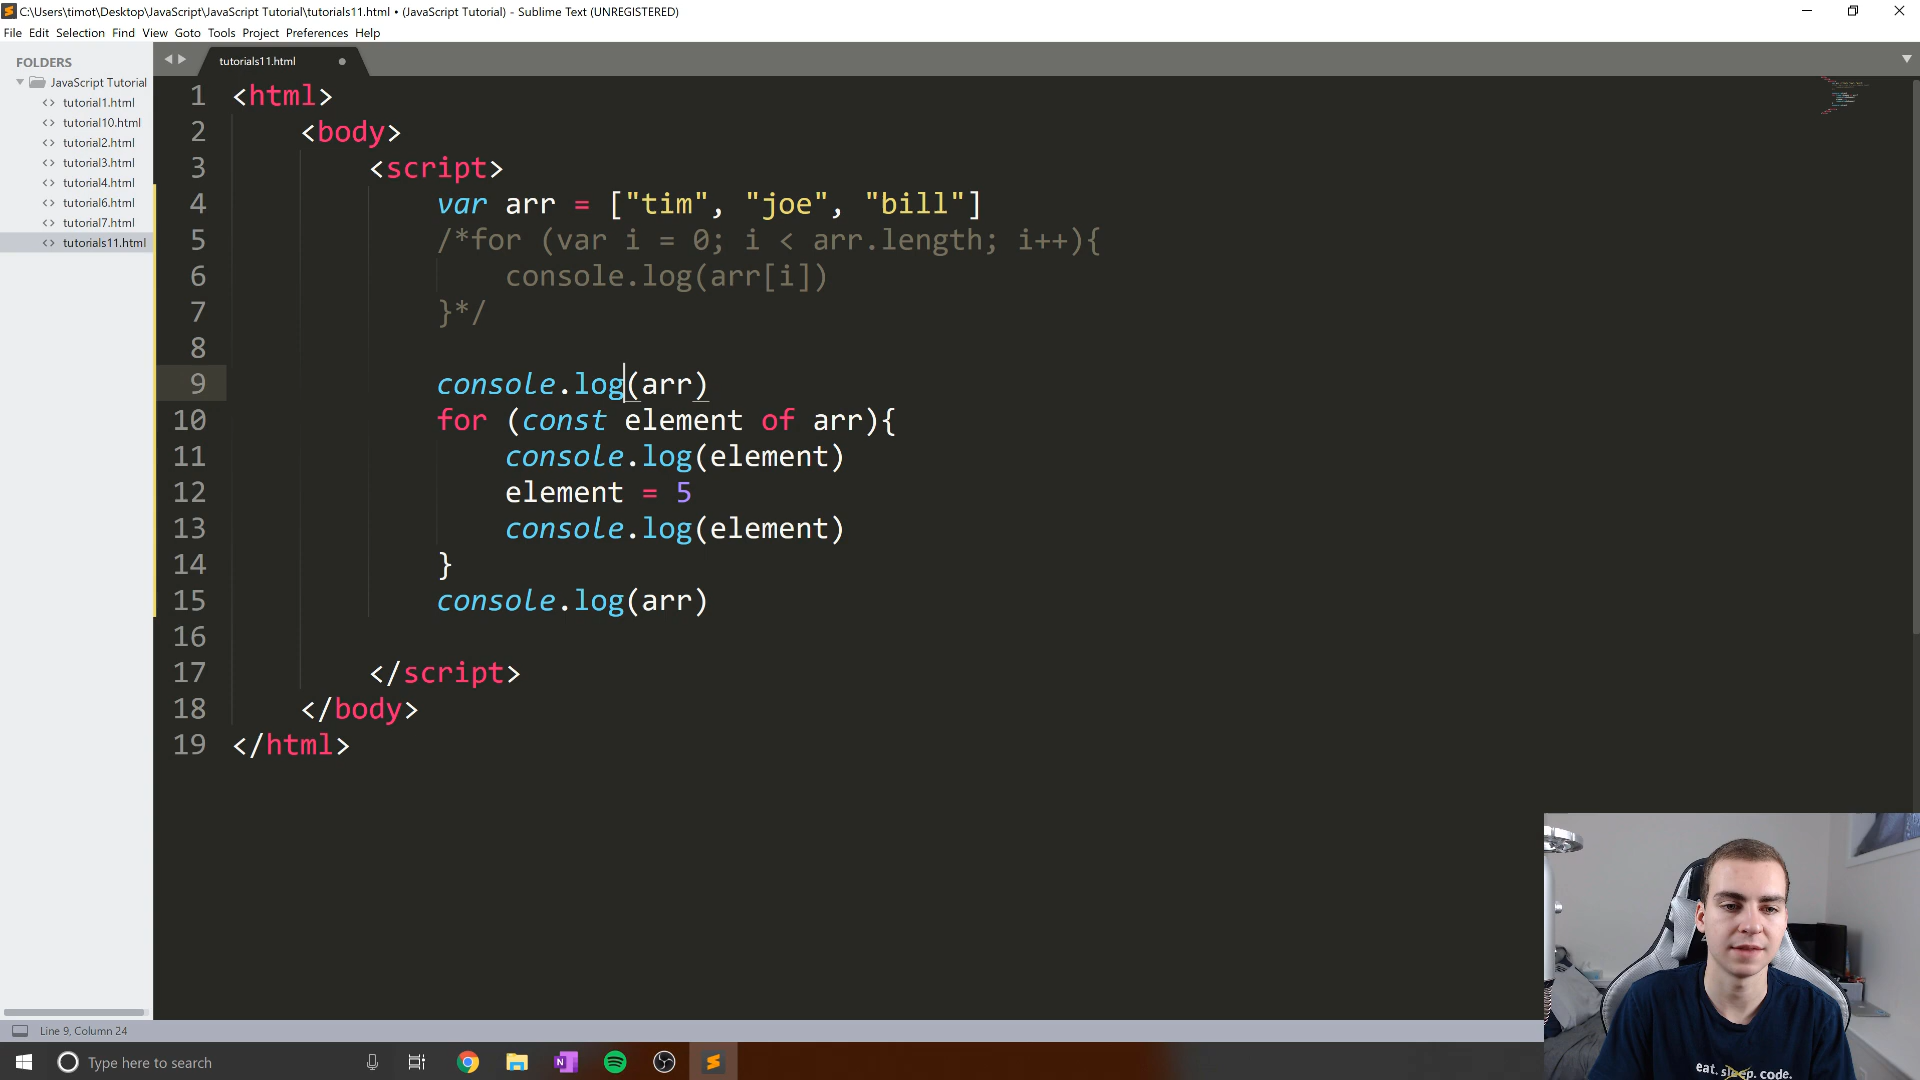 C:\Users\timot\Desktop\JavaScript\JavaScript Tutorial\tutorials11.html • (JavaScript Tutorial) - Sublime Text (UNREGISTERED)
File Edit Selection Find View Goto Tools Project Preferences Help
FOLDERS
JavaScript Tutorial
<> tutorial1.html
<> tutorial10.html
<> tutorial2.html
<> tutorial3.html
<> tutorial4.html
<> tutorial6.html
<> tutorial7.html
<> tutorials11.html
tutorials11.html
1 <html>
2 <body>
3 <script>
4 var arr = ["tim", "joe", "bill"]
5 /*for (var i = 0; i < arr.length; i++){
6 console.log(arr[i])
7 }*/
8
9 console.log(arr)
10 for (const element of arr){
11 console.log(element)
12 element = 5
13 console.log(element)
14 }
15 console.log(arr)
16
17 </script>
18 </body>
19 </html>
Line 9, Column 24
Type here to search
eat. sleep. code.